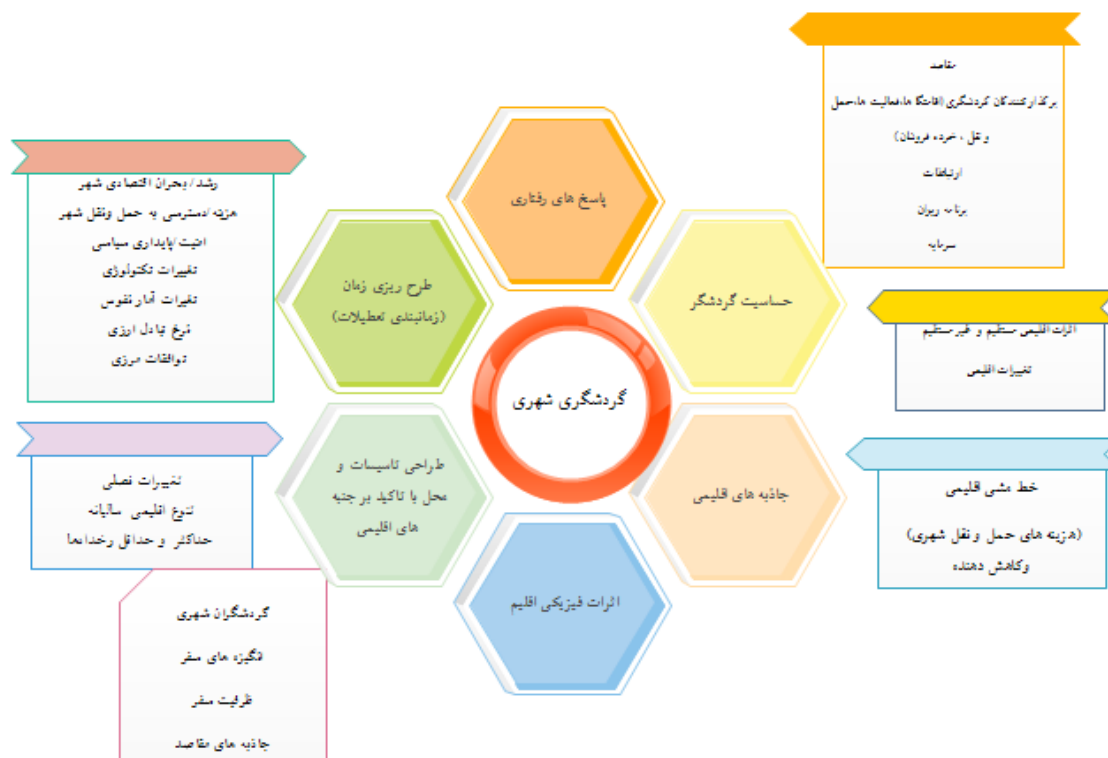 مقاصد
برگذار کنندگان گردشگری (اقامتگا ها،فعالیت ها،حمل
و نقل ، خرده فروشان)
ارتباطات
برنامه ریزان
سرمایه
پاسخ های رفتاری
رشد/ بحران اقتصادی شهر
هزینه/دسترسی به حمل ونقل شهر
امنیت/پایداری سیاسی
تغییرات تکنولوژی
تغیرات آمار نفوس
نرخ تبادل ارزی
توافقات مرزی
طرح ریزی زمان
(زمانبندی تعطیلات)
حساسیت گردشگر
اثرات اقلیمی مستقیم و غیر مستقیم
تغییرات اقلیمی
گردشگری شهری
طراحی تاسیسات و
محل با تاکید بر جنبه
های اقلیمی
جاذبه های اقلیمی
خط مشی اقلیمی
(هزینه های حمل و نقل شهری)
وکاهش دهنده
تغییرات فصلی
تنوع اقلیمی سالیانه
حداکثر و حداقل رخدادها
اثرات فیزیکی اقلیم
گردشگران شهری
انگیزه های سفر
ظرفیت سفر
جاذبه های مقاصد